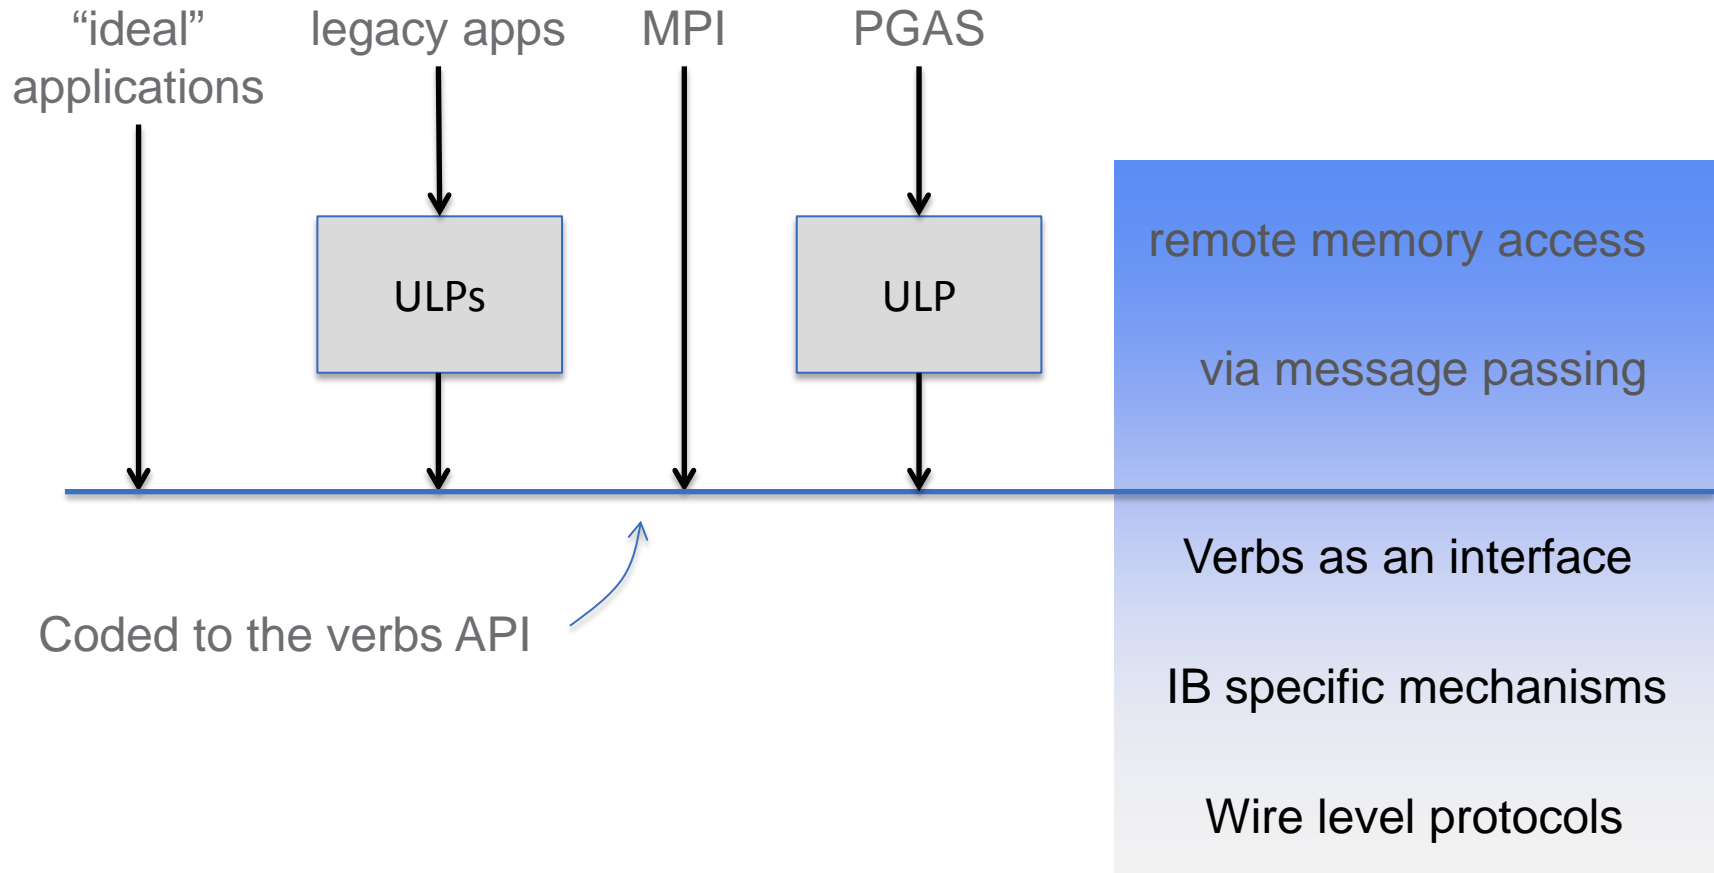 “ideal”
applications
legacy apps
MPI
PGAS
ULPs
ULP
remote memory access
via message passing
Verbs as an interface
Coded to the verbs API
IB specific mechanisms
Wire level protocols